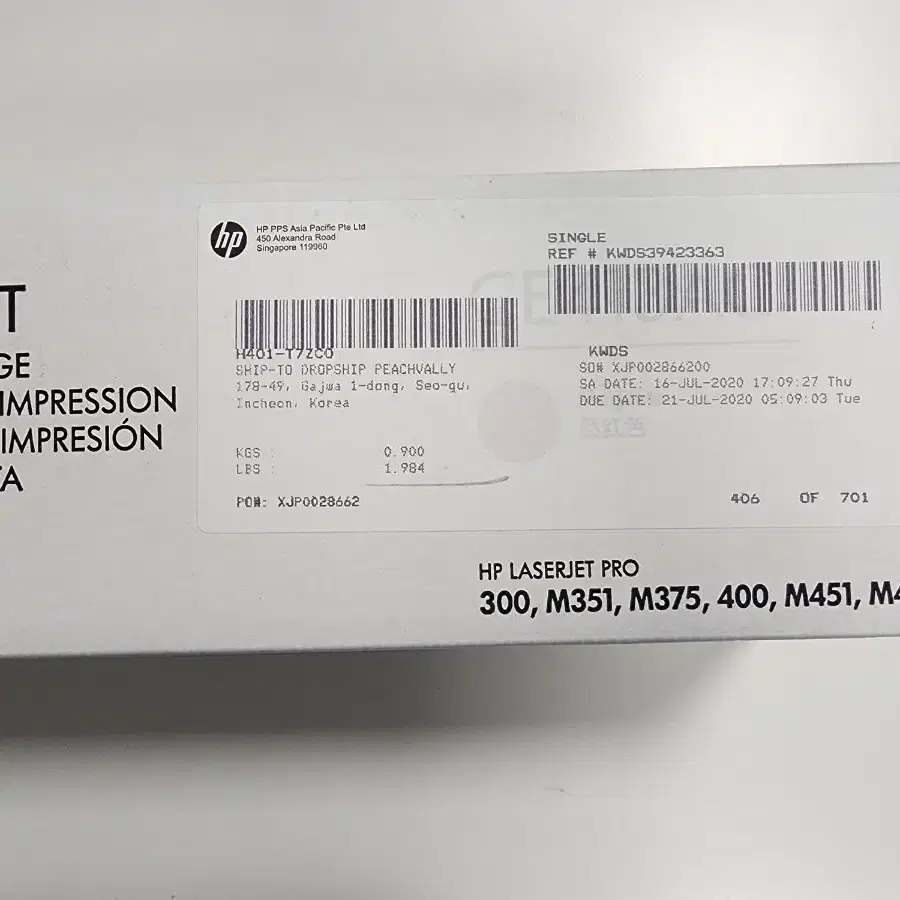 T
GE
IMPRESSION
IMPRESIÓN
TA
hp
HP PPS Asia Pacific Pte Ltd
450 Alexandra Road
Singapore 119960
H401-T7ZC0
SHIP-TO DROPSHIP PEACHVALLY
178-49, Gajwa 1-dong, Seo-gu,
Incheon, Korea
KGS : 0.900
LBS : 1.984
PO#: XJP0028662
SINGLE
REF # KWDS39423363
KWDS
SO# XJP002866200
SA DATE: 16-JUL-2020 17:09:27 Thu
DUE DATE: 21-JUL-2020 05:09:03 Tue
406 OF 701
HP LASERJET PRO
300, M351, M375, 400, M451, M4